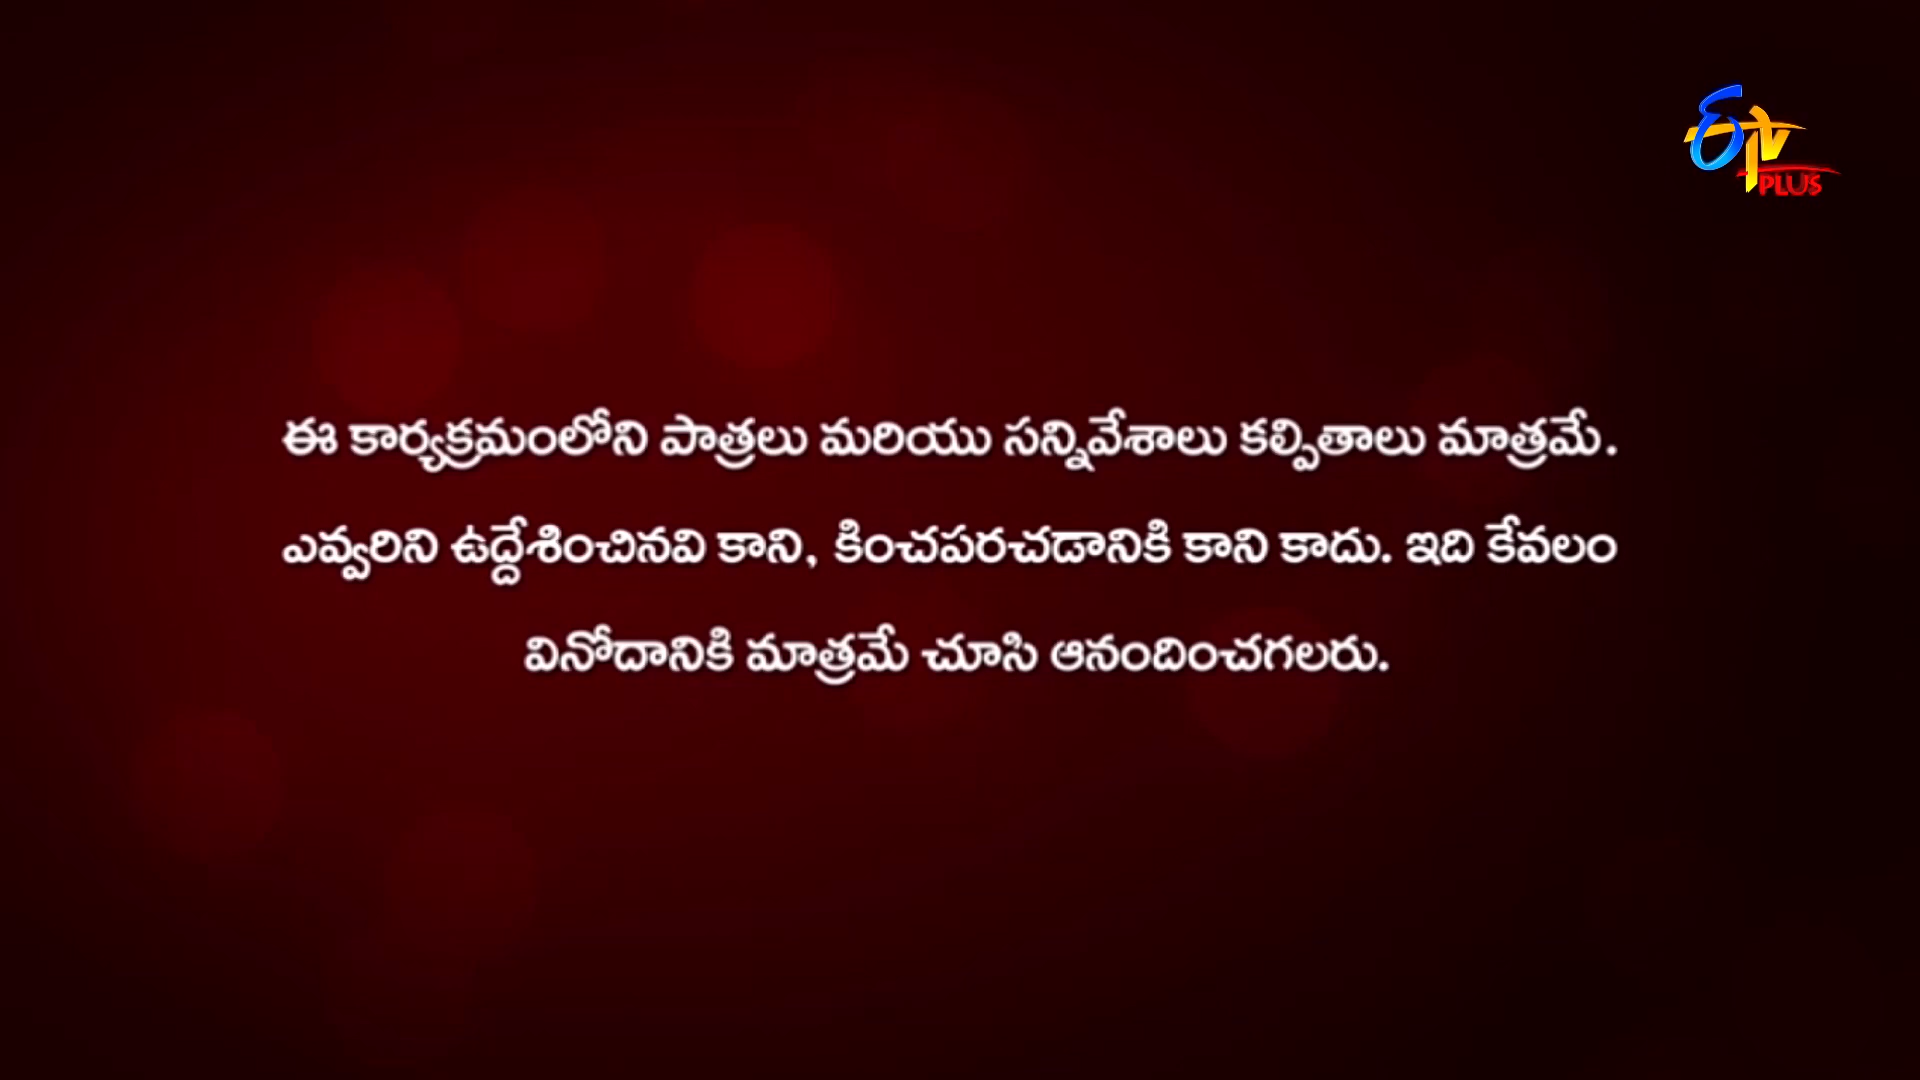 ETV
PLUS
ఈ కార్యక్రమంలోని పాత్రలు మరియు సన్నివేశాలు కల్పితాలు మాత్రమే.
ఎవ్వరిని ఉద్దేశించినవి కాని, కించపరచడానికి కాని కాదు. ఇది కేవలం
వినోదానికి మాత్రమే చూసి ఆనందించగలరు.